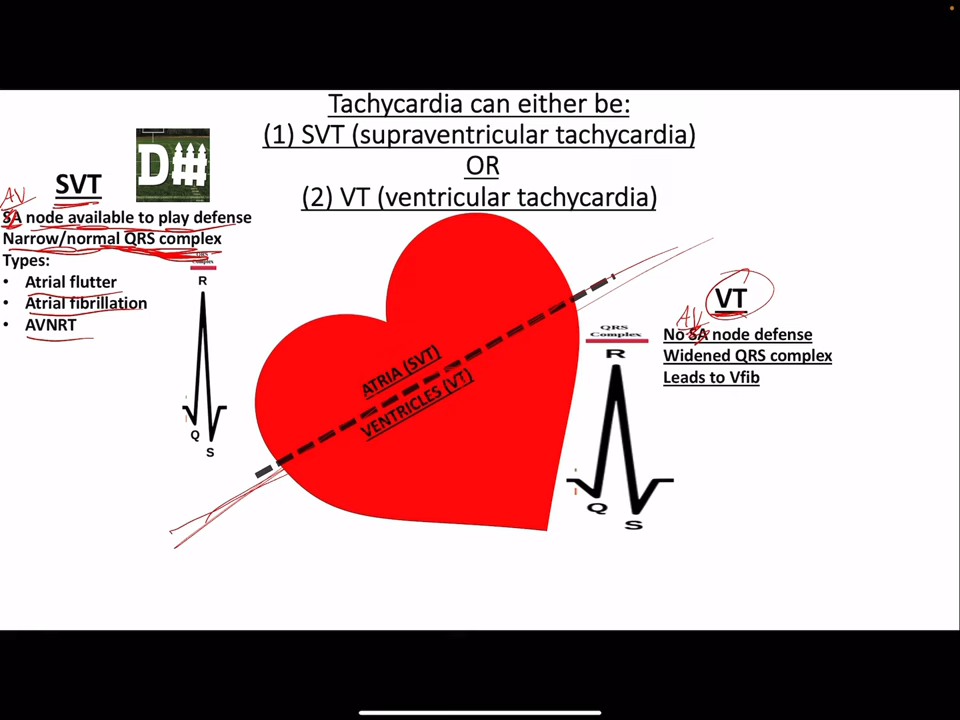 Tachycardia can either be:
(1) SVT (supraventricular tachycardia)
OR
(2) VT (ventricular tachycardia)
D
SVT
AV
SA node available to play defense
Narrow/normal QRS complex
Types:
• Atrial flutter
• Atrial fibrillation
• AVNRT
QRS
Complex
R
Q
S
ATRIA (SVT)
VENTRICLES (VT)
QRS
Complex
R
Q
S
VT
AV
No SA node defense
Widened QRS complex
Leads to Vfib